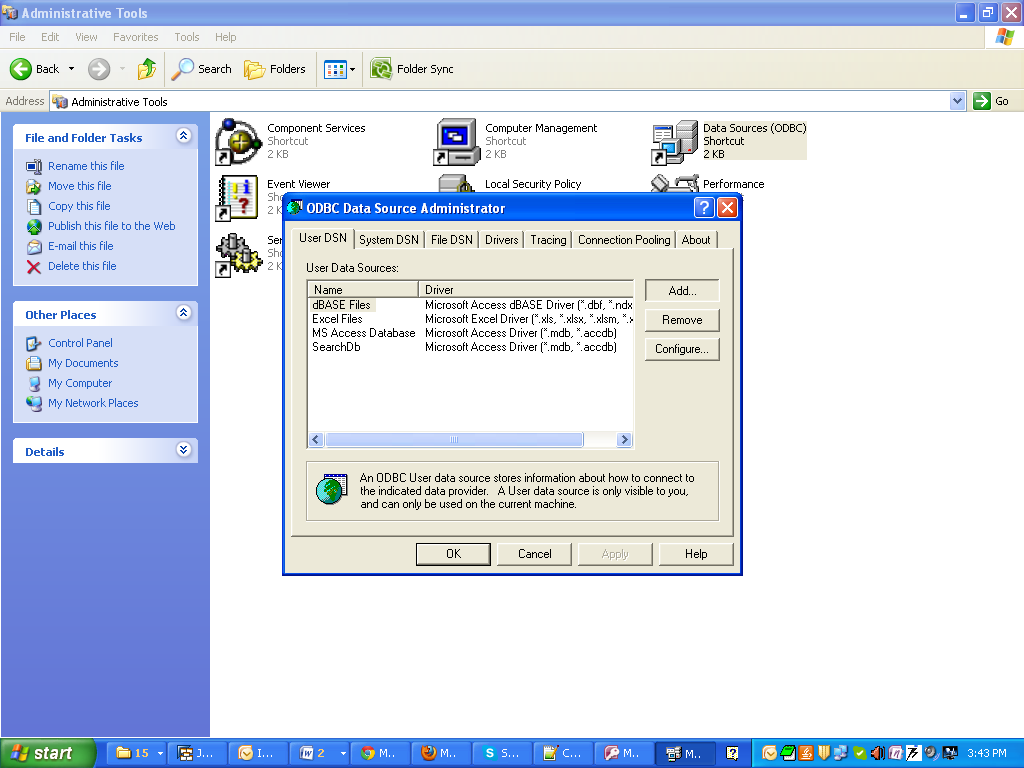 Administrative Tools
File Edit View Favorites Tools Help
Back Search Folders Folder Sync
Address Administrative Tools Go
File and Folder Tasks
Rename this file
Move this file
Copy this file
Publish this file to the Web
E-mail this file
Delete this file
Other Places
Control Panel
My Documents
My Computer
My Network Places
Details
Component Services
Shortcut
2 KB
Computer Management
Shortcut
2 KB
Data Sources (ODBC)
Shortcut
2 KB
Event Viewer
Local Security Policy
Performance
ODBC Data Source Administrator
User DSN System DSN File DSN Drivers Tracing Connection Pooling About
User Data Sources:
Name Driver
dBASE Files Microsoft Access dBASE Driver (*.dbf, *.ndx
Excel Files Microsoft Excel Driver (*.xls, *.xlsx, *.xlsm, *.x
MS Access Database Microsoft Access Driver (*.mdb, *.accdb)
SearchDb Microsoft Access Driver (*.mdb, *.accdb)
Add...
Remove
Configure...
An ODBC User data source stores information about how to connect to
the indicated data provider. A User data source is only visible to you,
and can only be used on the current machine.
OK Cancel Apply Help
start 15 J... I... 2 M... M... S... C... M... M... 3:43 PM